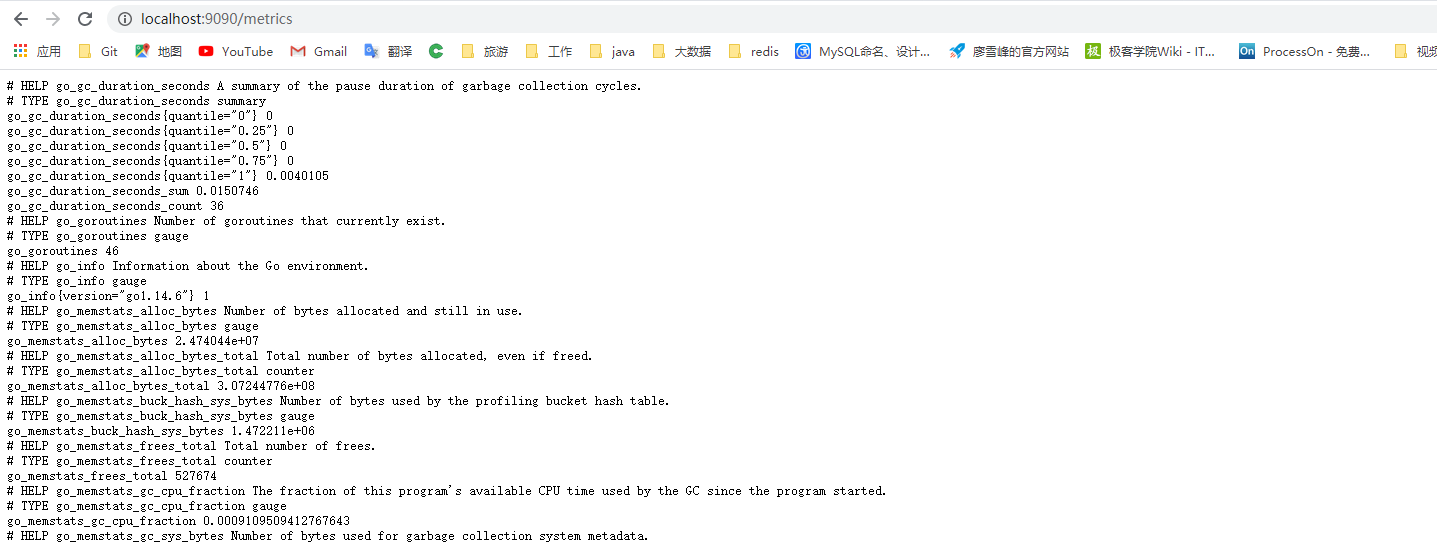 localhost:9090/metrics
应用 Git 地图 YouTube Gmail 翻译 旅游 工作 java 大数据 redis MySQL命名、设计... 廖雪峰的官方网站 极客学院Wiki - IT... On ProcessOn - 免费... 视频
# HELP go_gc_duration_seconds A summary of the pause duration of garbage collection cycles.
# TYPE go_gc_duration_seconds summary
go_gc_duration_seconds{quantile="0"} 0
go_gc_duration_seconds{quantile="0.25"} 0
go_gc_duration_seconds{quantile="0.5"} 0
go_gc_duration_seconds{quantile="0.75"} 0
go_gc_duration_seconds{quantile="1"} 0.0040105
go_gc_duration_seconds_sum 0.0150746
go_gc_duration_seconds_count 36
# HELP go_goroutines Number of goroutines that currently exist.
# TYPE go_goroutines gauge
go_goroutines 46
# HELP go_info Information about the Go environment.
# TYPE go_info gauge
go_info{version="go1.14.6"} 1
# HELP go_memstats_alloc_bytes Number of bytes allocated and still in use.
# TYPE go_memstats_alloc_bytes gauge
go_memstats_alloc_bytes 2.474044e+07
# HELP go_memstats_alloc_bytes_total Total number of bytes allocated, even if freed.
# TYPE go_memstats_alloc_bytes_total counter
go_memstats_alloc_bytes_total 3.07244776e+08
# HELP go_memstats_buck_hash_sys_bytes Number of bytes used by the profiling bucket hash table.
# TYPE go_memstats_buck_hash_sys_bytes gauge
go_memstats_buck_hash_sys_bytes 1.472211e+06
# HELP go_memstats_frees_total Total number of frees.
# TYPE go_memstats_frees_total counter
go_memstats_frees_total 527674
# HELP go_memstats_gc_cpu_fraction The fraction of this program's available CPU time used by the GC since the program started.
# TYPE go_memstats_gc_cpu_fraction gauge
go_memstats_gc_cpu_fraction 0.0009109509412767643
# HELP go_memstats_gc_sys_bytes Number of bytes used for garbage collection system metadata.